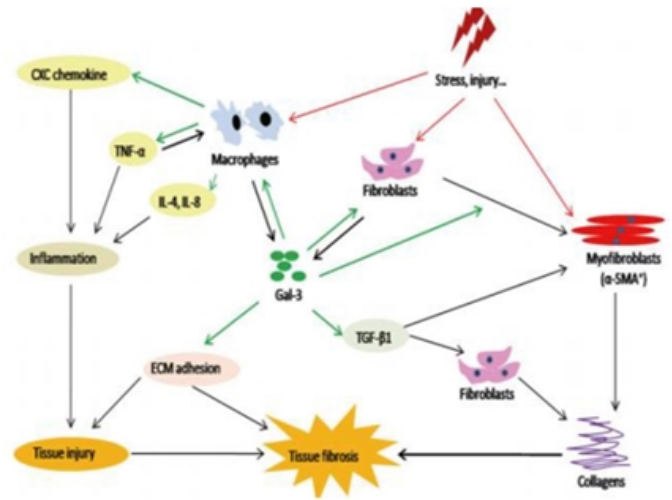 CXC chemokine
Stress, injury...
TNF-α
Macrophages
Fibroblasts
IL-4, IL-8
Inflammation
Myofibroblasts
(α-SMA⁺)
Gal-3
TGF-β1
ECM adhesion
Fibroblasts
Tissue injury
Tissue fibrosis
Collagens